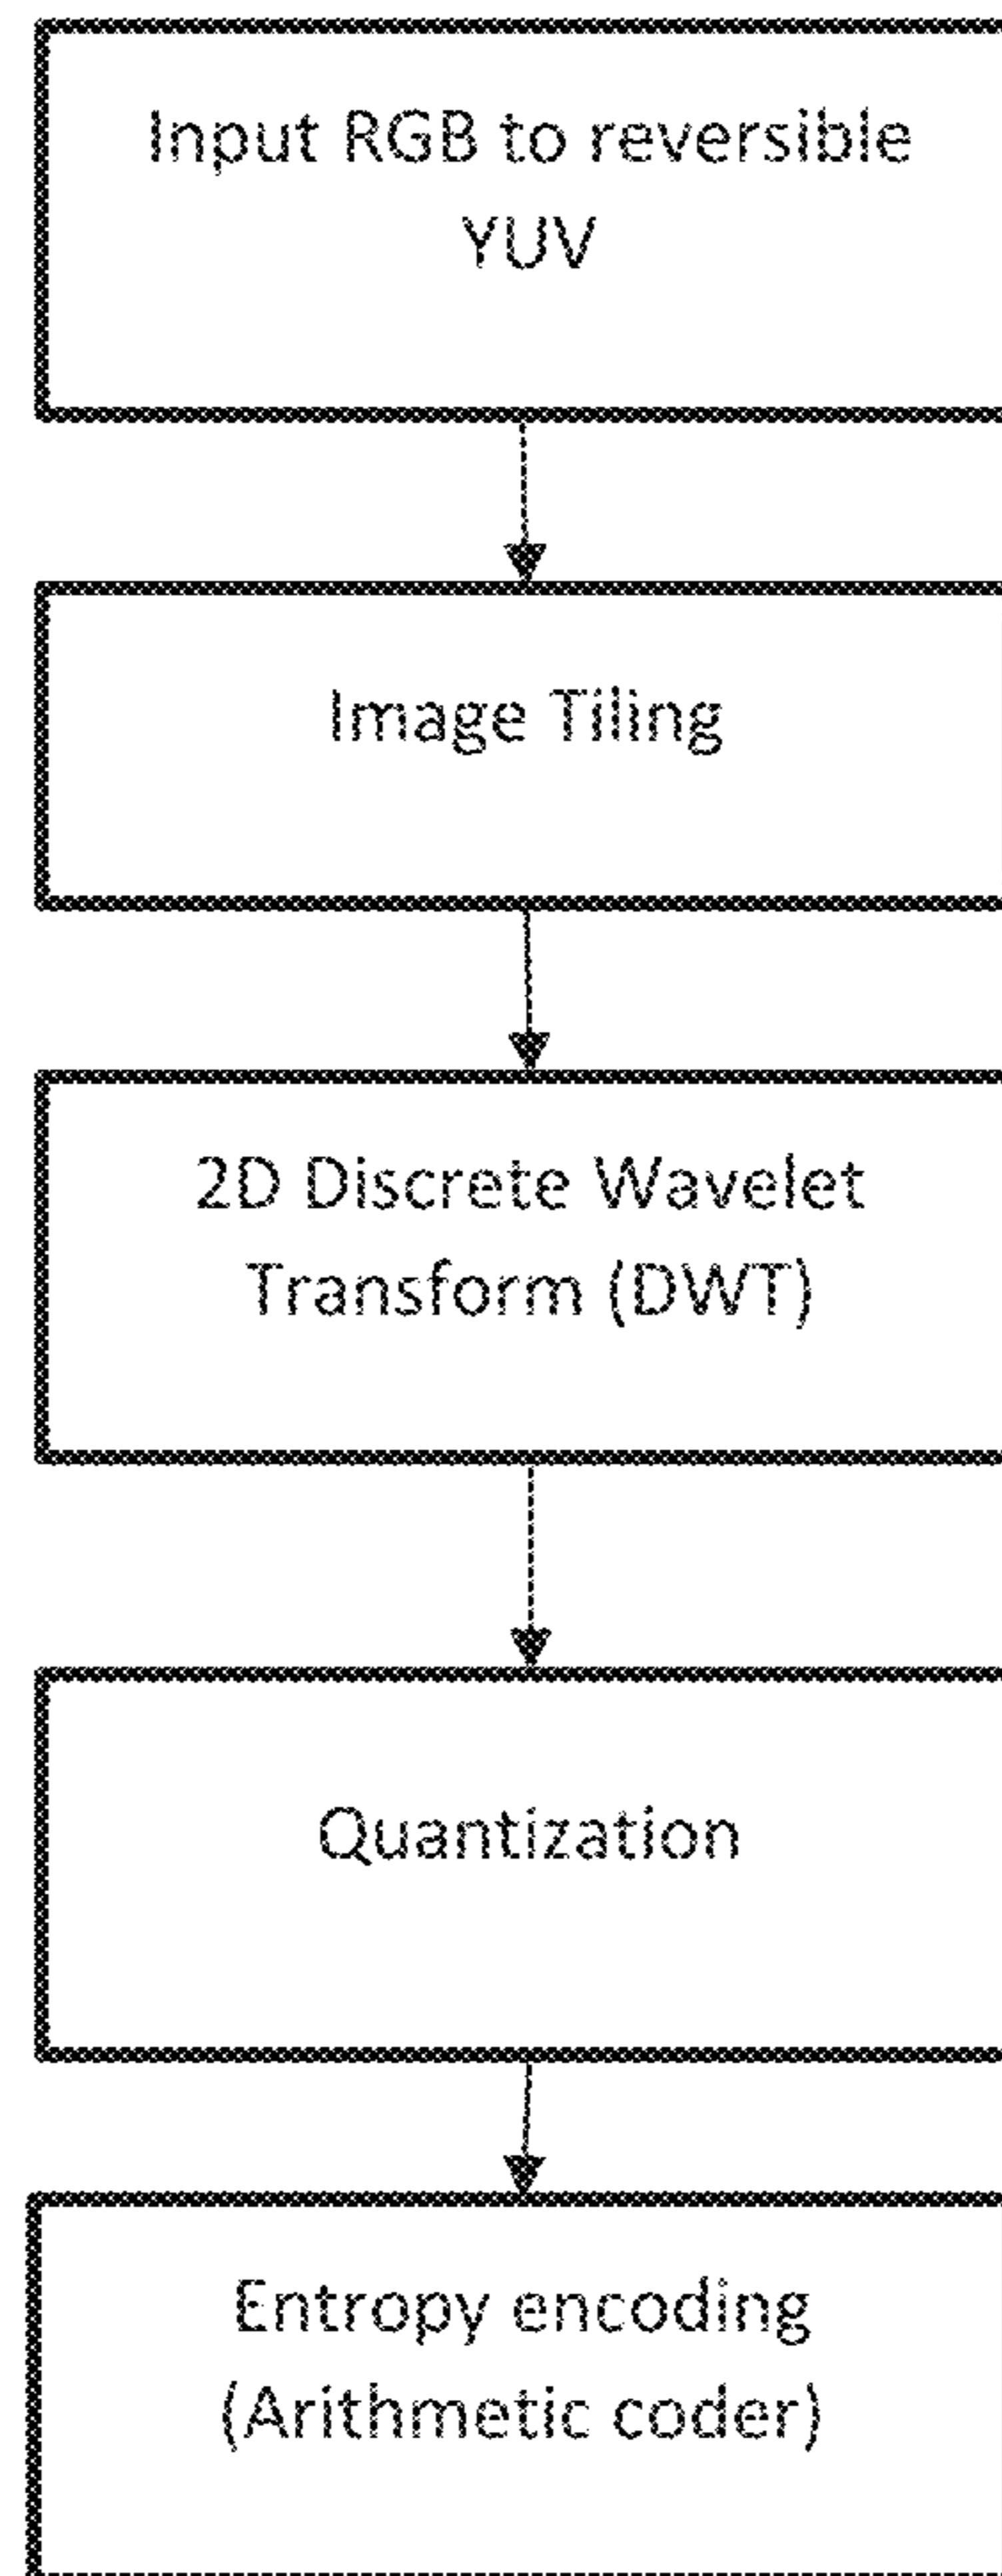 Input RGB to reversible
YUV
Image Tiling
2D Discrete Wavelet
Transform (DWT)
Quantization
Entropy encoding
(Arithmetic coder)